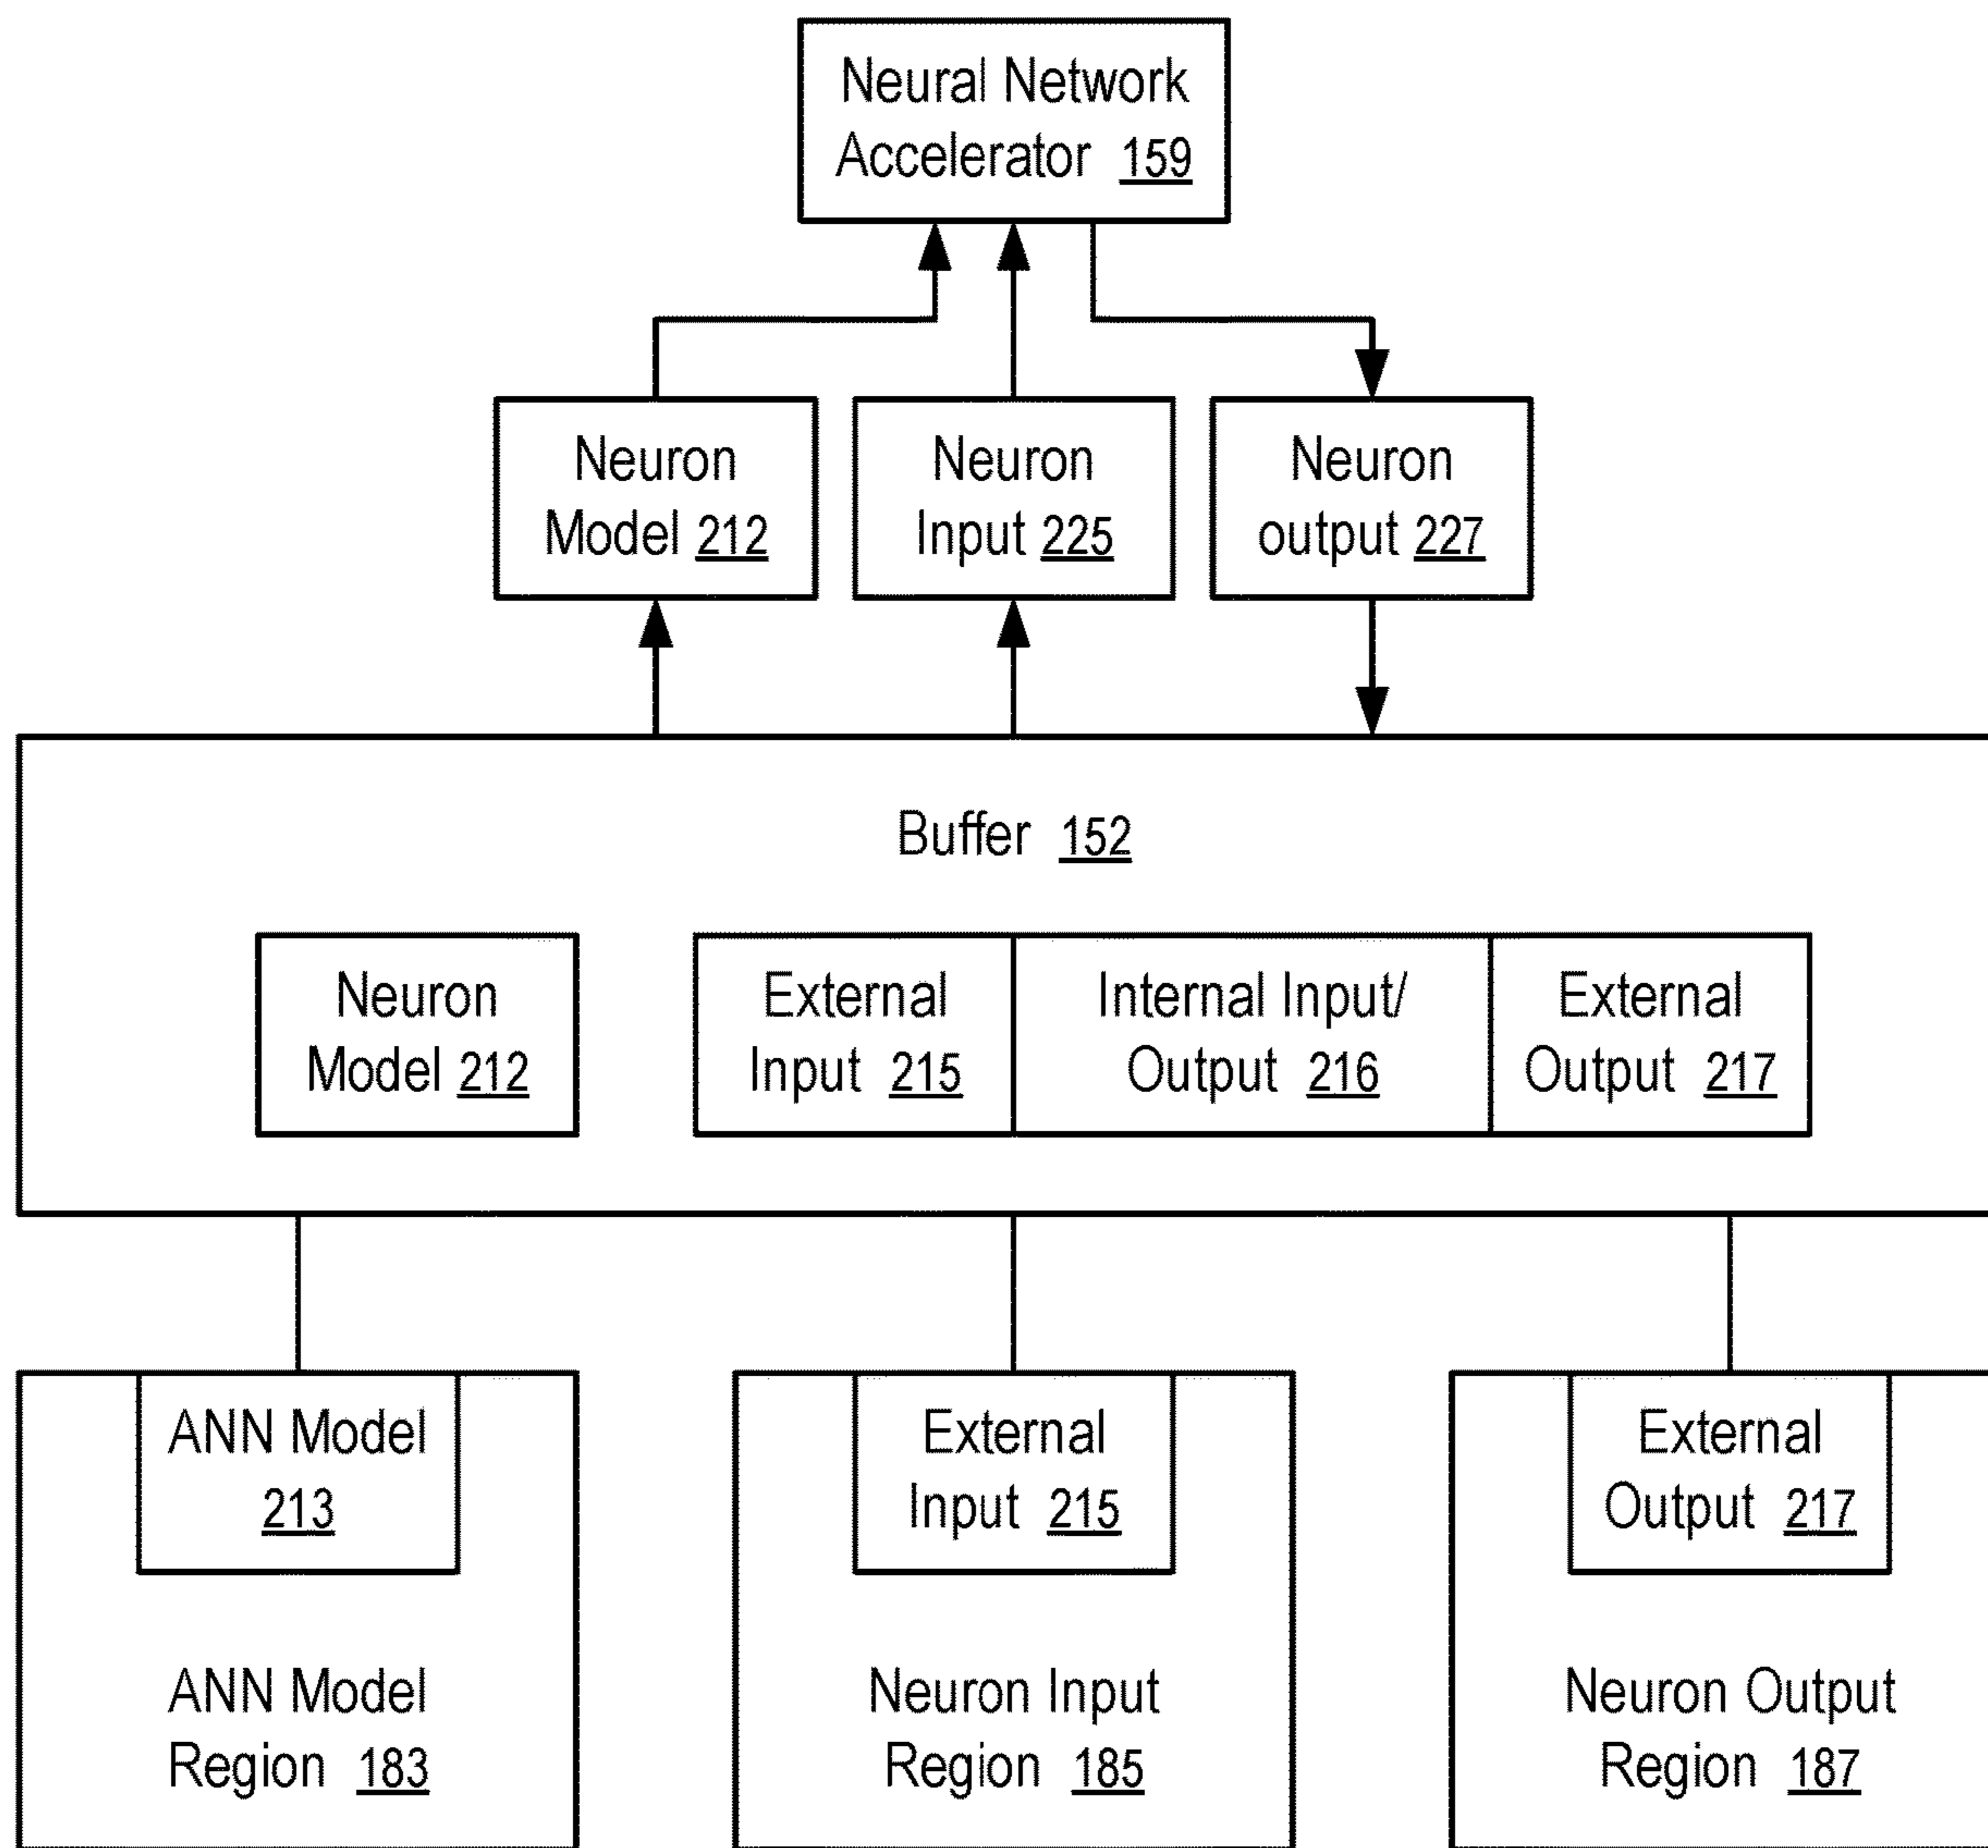 Neural Network
Accelerator 159
Neuron
Model 212
Neuron
Input 225
Neuron
output 227
Buffer 152
Neuron
Model 212
External
Input 215
Internal Input/
Output 216
External
Output 217
ANN Model
213
ANN Model
Region 183
External
Input 215
Neuron Input
Region 185
External
Output 217
Neuron Output
Region 187